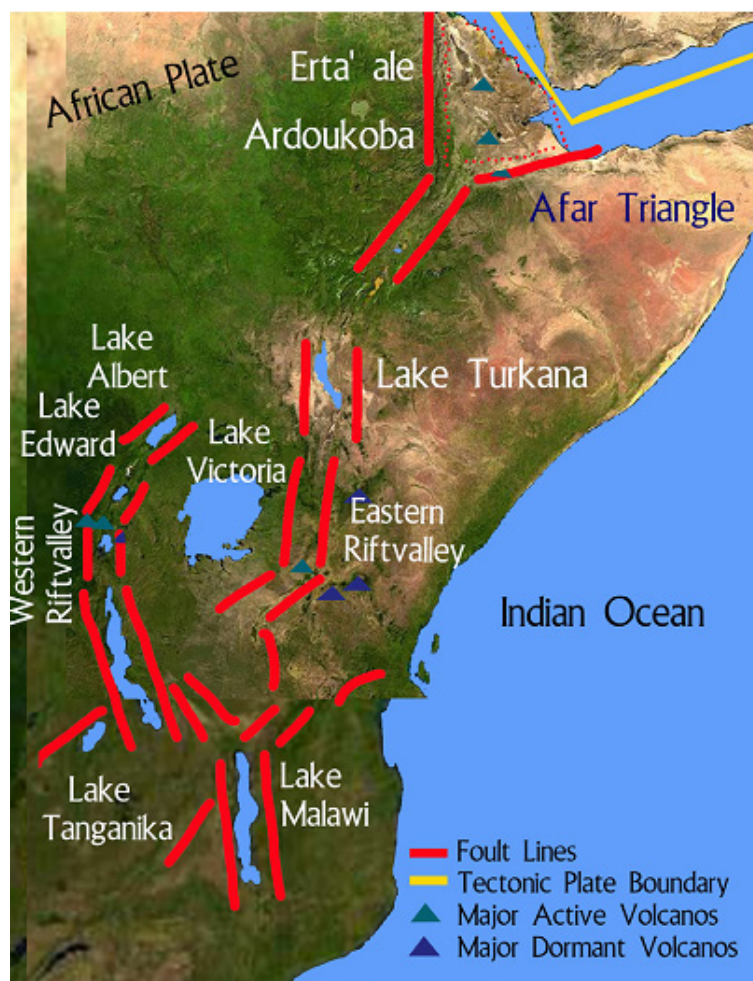 African Plate
Erta' ale
Ardoukoba
Afar Triangle
Lake
Albert
Lake Turkana
Lake
Edward
Lake
Victoria
Eastern
Riftvalley
Western
Riftvalley
Indian Ocean
Lake
Tanganika
Lake
Malawi
Foult Lines
Tectonic Plate Boundary
Major Active Volcanos
Major Dormant Volcanos